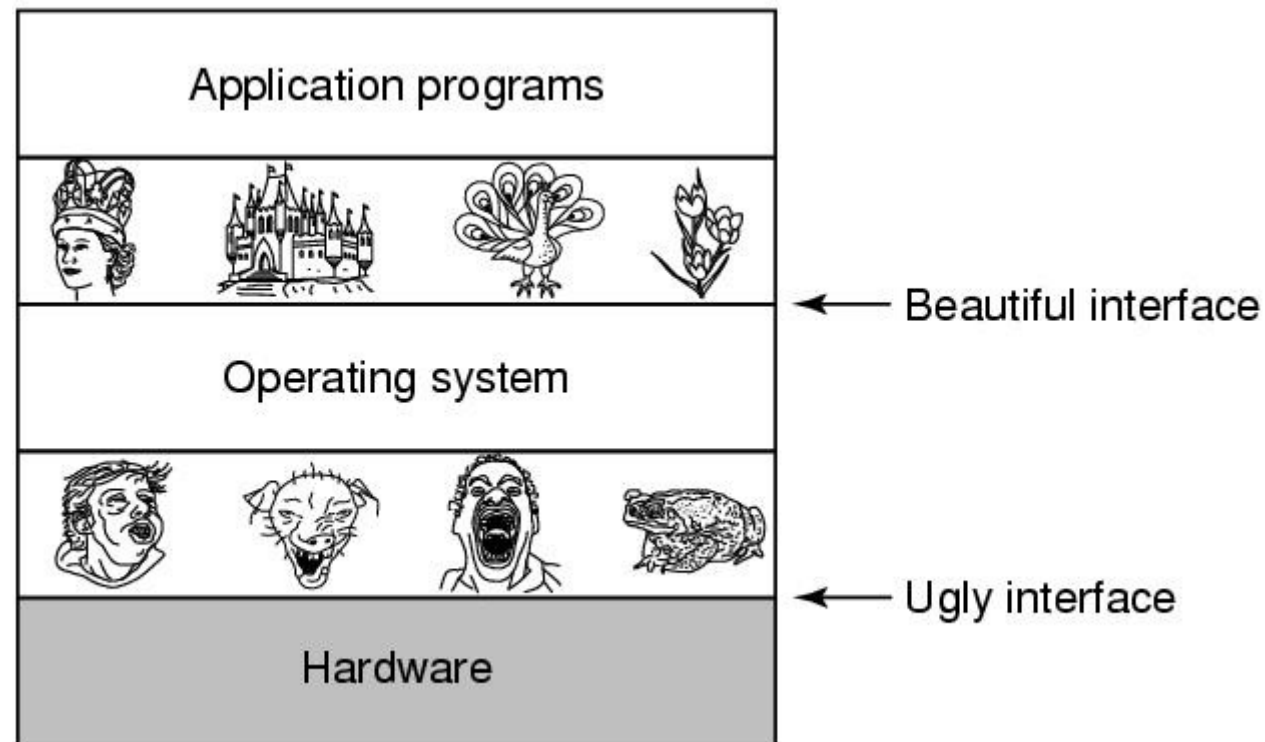 Application programs
Beautiful interface
Operating system
Ugly interface
Hardware